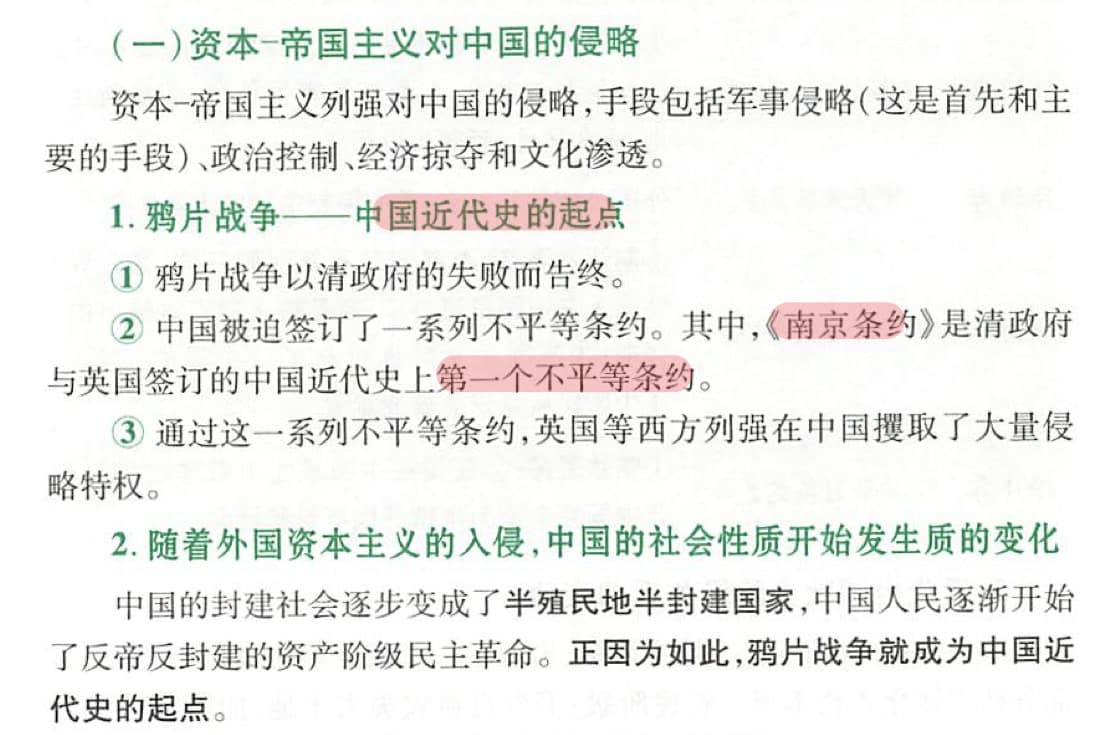 (一)资本-帝国主义对中国的侵略
资本-帝国主义列强对中国的侵略,手段包括军事侵略(这是首先和主
要的手段)、政治控制、经济掠夺和文化渗透。
1. 鸦片战争——中国近代史的起点
① 鸦片战争以清政府的失败而告终。
② 中国被迫签订了一系列不平等条约。其中,《南京条约》是清政府
与英国签订的中国近代史上第一个不平等条约。
③ 通过这一系列不平等条约,英国等西方列强在中国攫取了大量侵
略特权。
2. 随着外国资本主义的入侵,中国的社会性质开始发生质的变化
中国的封建社会逐步变成了半殖民地半封建国家,中国人民逐渐开始
了反帝反封建的资产阶级民主革命。正因为如此,鸦片战争就成为中国近
代史的起点。